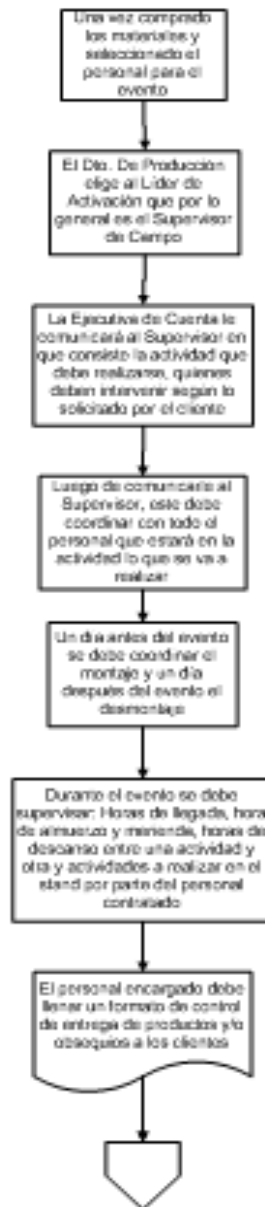 Una vez comprado
los materiales y
seleccionado el
personal para el
evento
El Dto. De Producción
elige al Líder de
Activación que por lo
general es el Supervisor
de Campo
La Ejecutiva de Cuenta le
comunicará al Supervisor en
que consiste la actividad que
debe realizarse, quienes
deben intervenir según lo
solicitado por el cliente
Luego de comunicarle al
Supervisor, este debe
coordinar con todo el
personal que estará en la
actividad lo que se va a
realizar
Un día antes del evento
se debe coordinar el
montaje y un día
después del evento el
desmontaje
Durante el evento se debe
supervisar: Horas de llegada, hora
de almuerzo y merienda, horas de
descanso entre una actividad y
otra y actividades a realizar en el
stand por parte del personal
contratado
El personal encargado debe
llenar un formato de control
de entrega de productos y/o
obsequios a los clientes